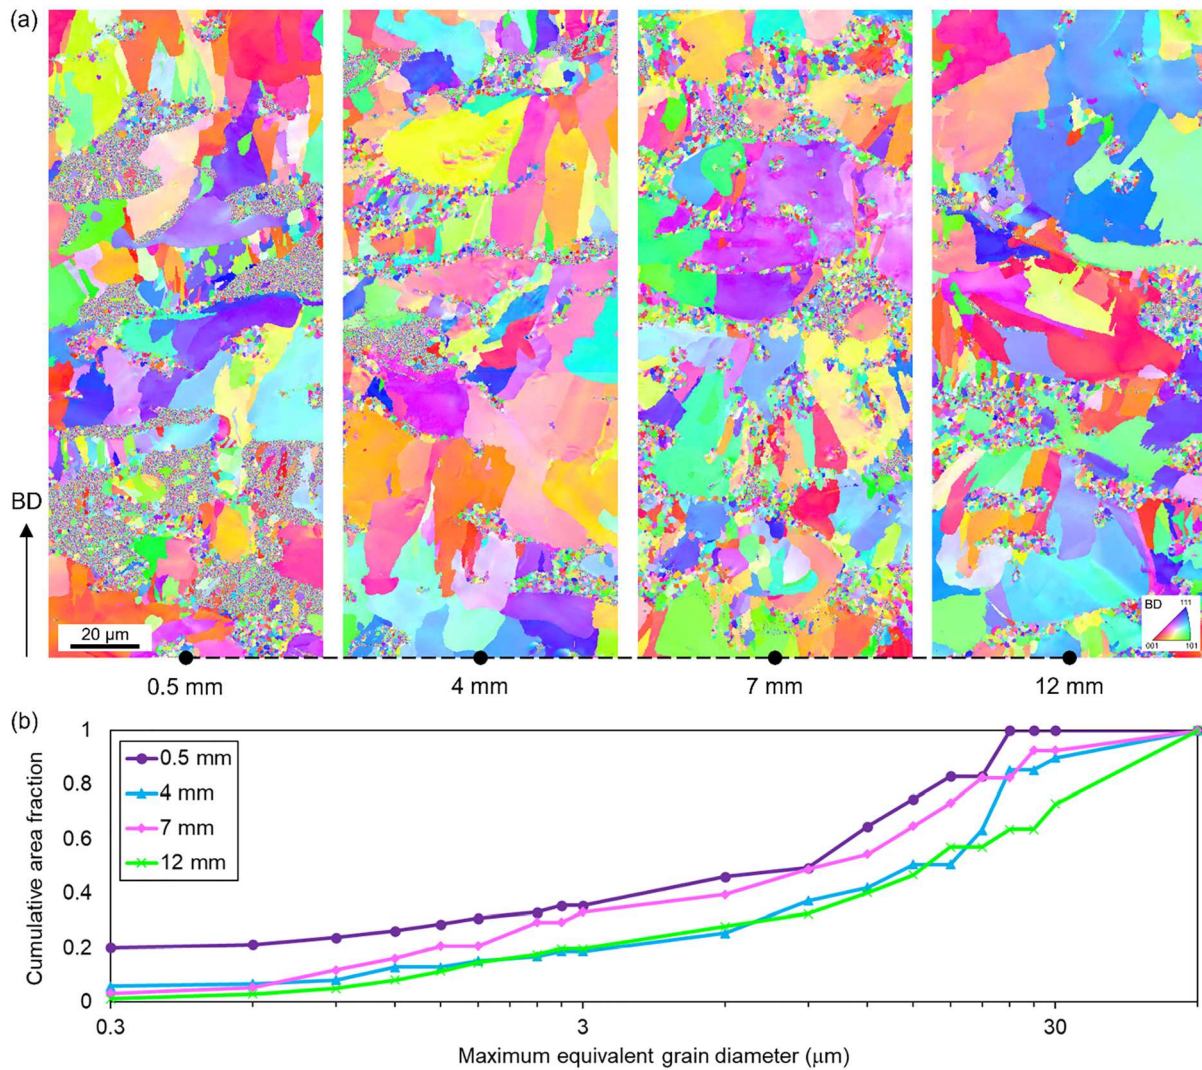 (a)
BD
20 µm
BD
111
001
101
0.5 mm
4 mm
7 mm
12 mm
(b)
1
0.8
0.6
0.4
0.2
0
Cumulative area fraction
0.5 mm
4 mm
7 mm
12 mm
0.3
3
30
Maximum equivalent grain diameter (µm)